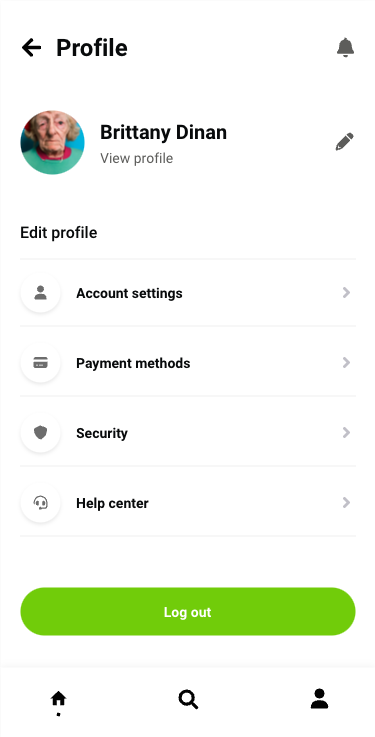 Profile
Brittany Dinan
View profile
Edit profile
Account settings
Payment methods
Security
Help center
Log out